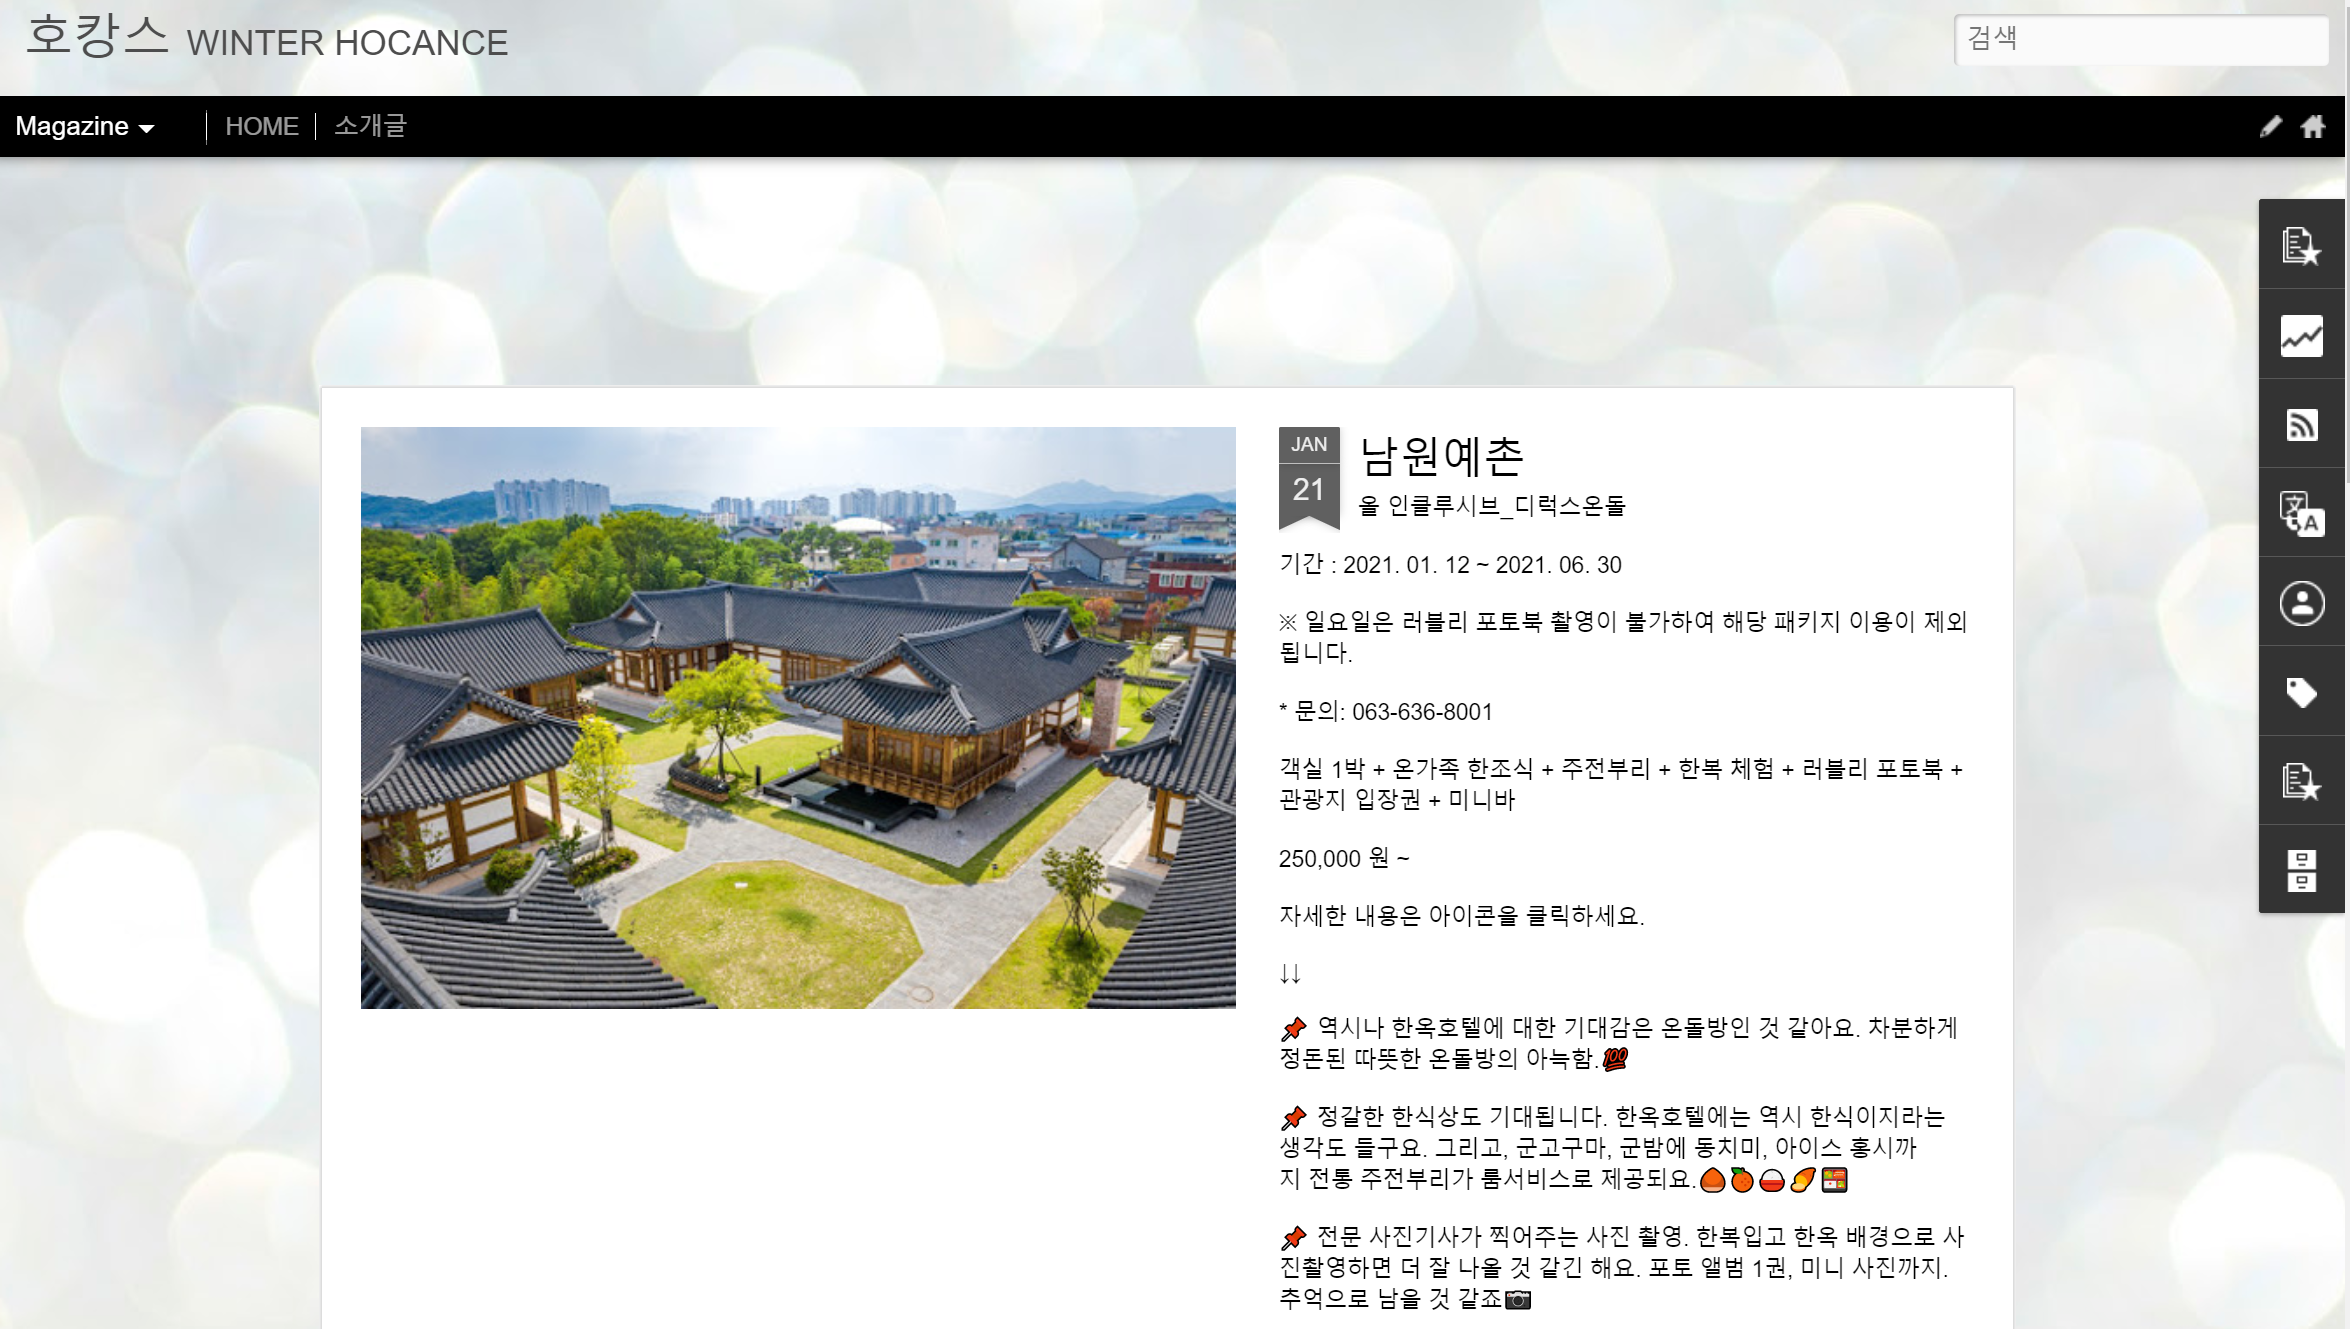 호캉스 WINTER HOCANCE
검색
Magazine
HOME
소개글
JAN
21
남원예촌
올 인클루시브_디럭스온돌
기간 : 2021. 01. 12 ~ 2021. 06. 30
※ 일요일은 러블리 포토북 촬영이 불가하여 해당 패키지 이용이 제외
됩니다.
* 문의: 063-636-8001
객실 1박 + 온가족 한조식 + 주전부리 + 한복 체험 + 러블리 포토북 +
관광지 입장권 + 미니바
250,000 원 ~
자세한 내용은 아이콘을 클릭하세요.
↓↓
📌 역시나 한옥호텔에 대한 기대감은 온돌방인 것 같아요. 차분하게
정돈된 따뜻한 온돌방의 아늑함.💯
📌 정갈한 한식상도 기대됩니다. 한옥호텔에는 역시 한식이지라는
생각도 들구요. 그리고, 군고구마, 군밤에 동치미, 아이스 홍시까
지 전통 주전부리가 룸서비스로 제공되요.🌰🍊🍚🍠🍱
📌 전문 사진기사가 찍어주는 사진 촬영. 한복입고 한옥 배경으로 사
진촬영하면 더 잘 나올 것 같긴 해요. 포토 앨범 1권, 미니 사진까지.
추억으로 남을 것 같죠📷